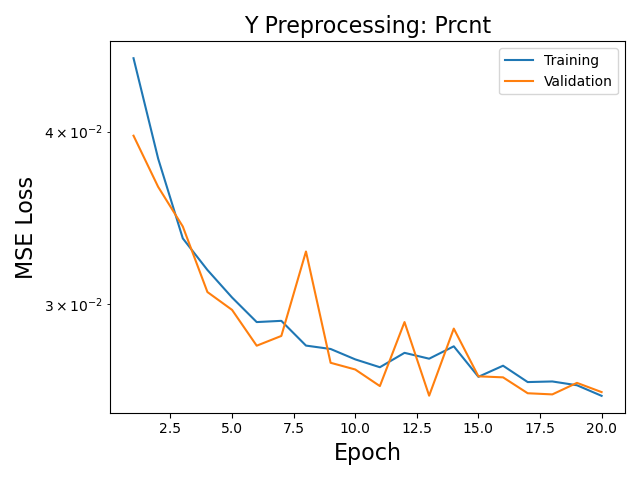 Y Preprocessing: Prcnt
Training
Validation
MSE Loss
4 × 10⁻²
3 × 10⁻²
2.5 5.0 7.5 10.0 12.5 15.0 17.5 20.0
Epoch